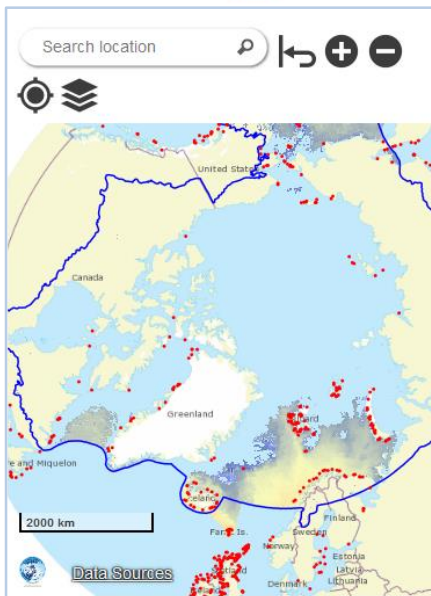 Search location
United State
Canada
Greenland
Iceland
e and Miquelon
2000 km
Faroe Is.
Finland
Norway
Sweden
Estonia
Latvia
Lithuania
Denmark
Data Sources